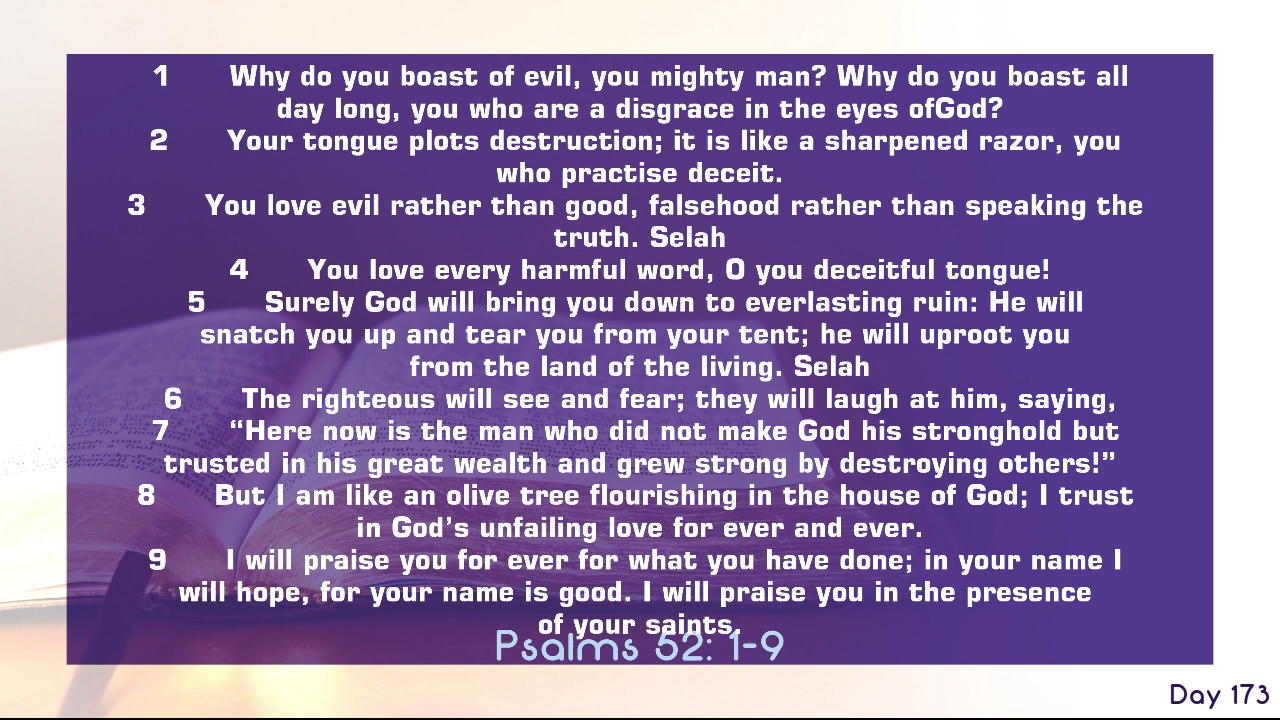 1 Why do you boast of evil, you mighty man? Why do you boast all
day long, you who are a disgrace in the eyes ofGod?
2 Your tongue plots destruction; it is like a sharpened razor, you
who practise deceit.
3 You love evil rather than good, falsehood rather than speaking the
truth. Selah
4 You love every harmful word, O you deceitful tongue!
5 Surely God will bring you down to everlasting ruin: He will
snatch you up and tear you from your tent; he will uproot you
from the land of the living. Selah
6 The righteous will see and fear; they will laugh at him, saying,
7 “Here now is the man who did not make God his stronghold but
trusted in his great wealth and grew strong by destroying others!”
8 But I am like an olive tree flourishing in the house of God; I trust
in God’s unfailing love for ever and ever.
9 I will praise you for ever for what you have done; in your name I
will hope, for your name is good. I will praise you in the presence
of your saints.
Psalms 52: 1-9
Day 173